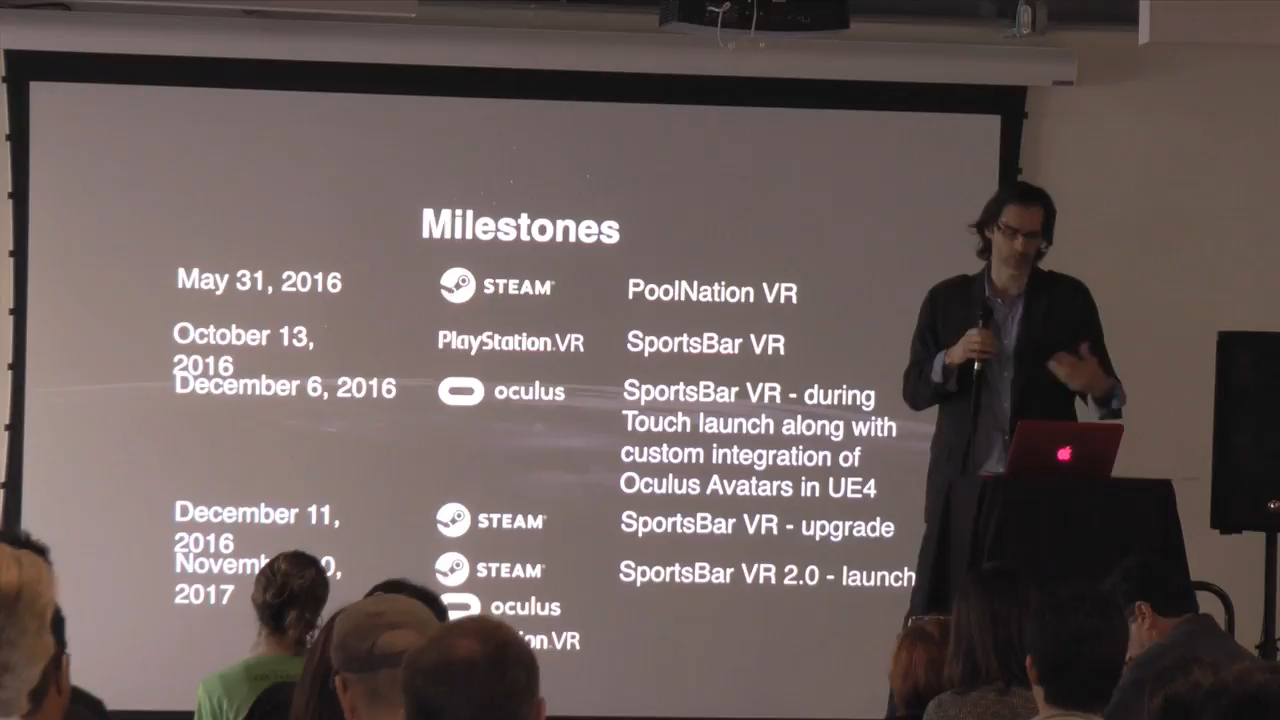 Milestones
May 31, 2016 STEAM PoolNation VR
October 13,
2016 PlayStation.VR SportsBar VR
December 6, 2016 oculus SportsBar VR - during
Touch launch along with
custom integration of
Oculus Avatars in UE4
December 11,
2016 STEAM SportsBar VR - upgrade
2017 STEAM SportsBar VR 2.0 - launch
oculus
VR